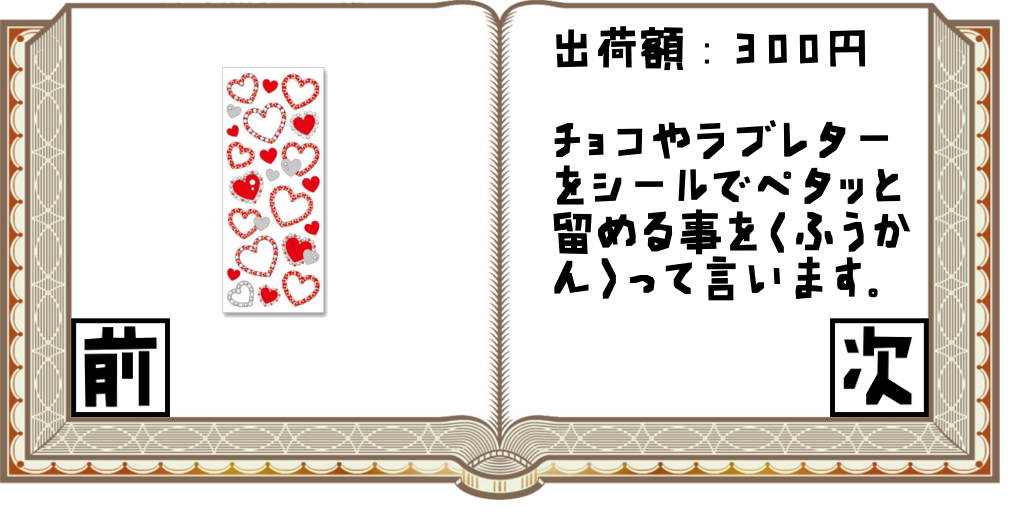 出荷額：３００円
チョコやラブレター
をシールでペタッと
留める事を〈ふうか
ん〉って言います。
前
次